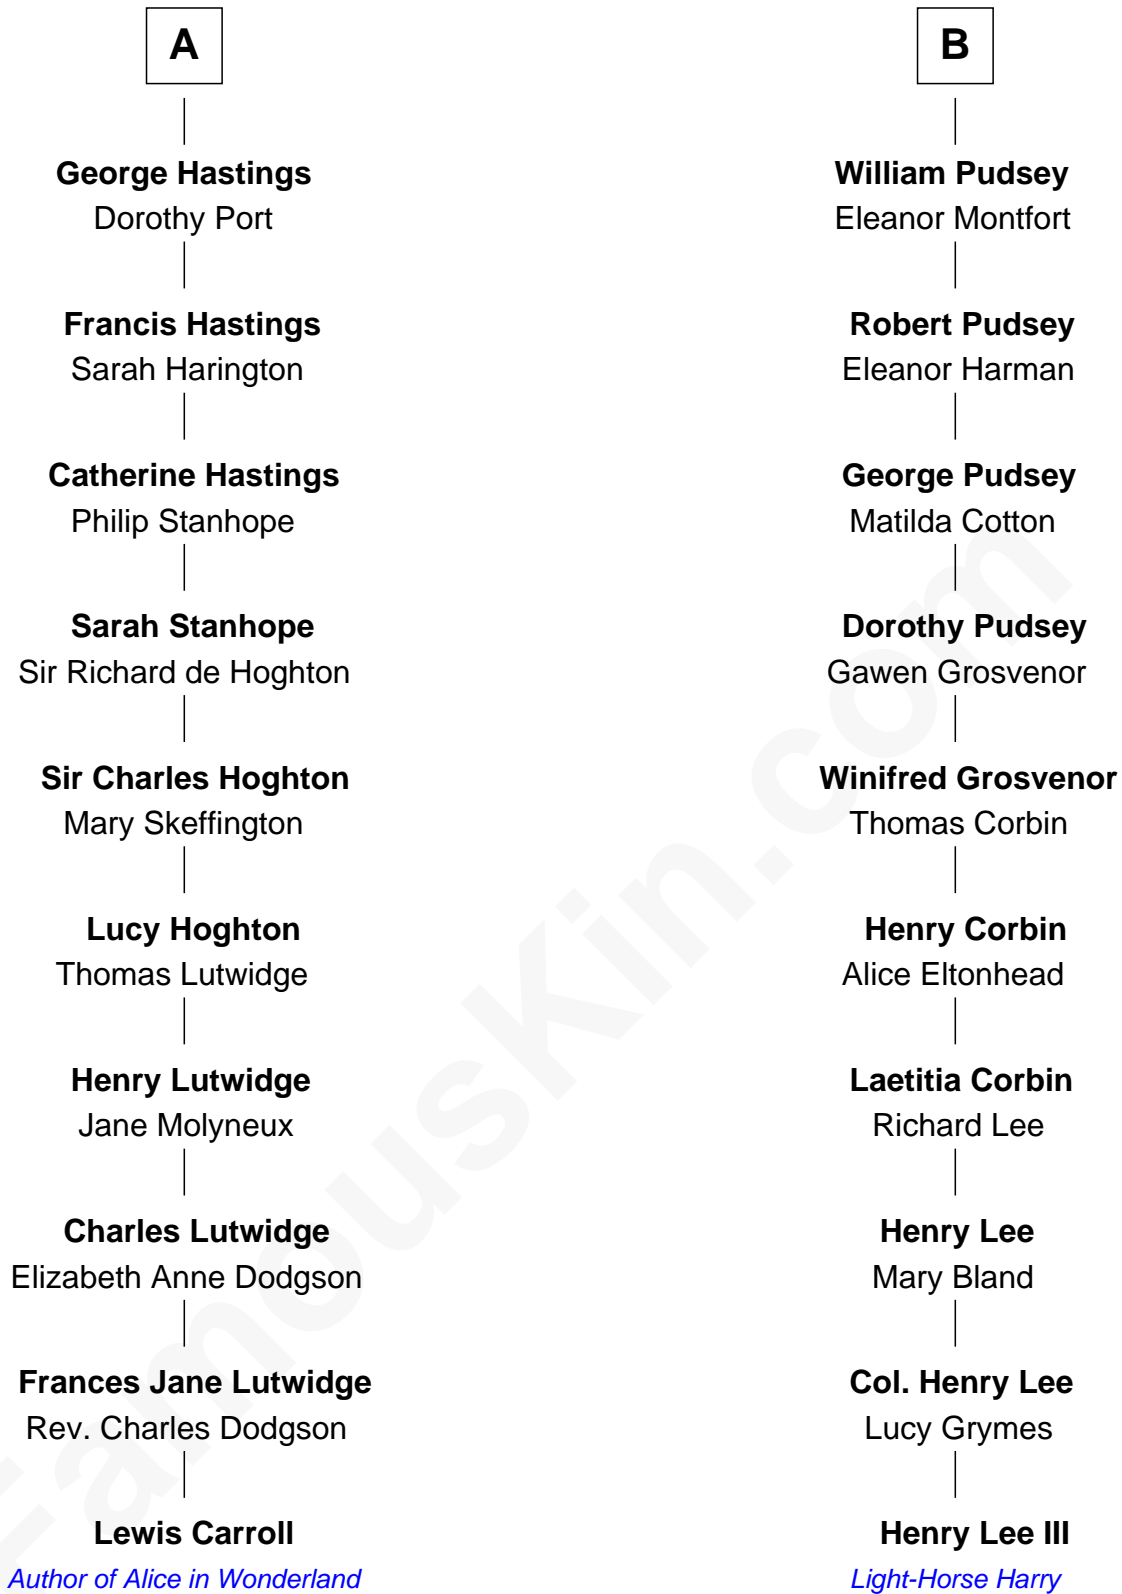 A
George Hastings
Dorothy Port
Francis Hastings
Sarah Harington
Catherine Hastings
Philip Stanhope
Sarah Stanhope
Sir Richard de Hoghton
Sir Charles Hoghton
Mary Skeffington
Lucy Hoghton
Thomas Lutwidge
Henry Lutwidge
Jane Molyneux
Charles Lutwidge
Elizabeth Anne Dodgson
Frances Jane Lutwidge
Rev. Charles Dodgson
Lewis Carroll
Author of Alice in Wonderland
B
William Pudsey
Eleanor Montfort
Robert Pudsey
Eleanor Harman
George Pudsey
Matilda Cotton
Dorothy Pudsey
Gawen Grosvenor
Winifred Grosvenor
Thomas Corbin
Henry Corbin
Alice Eltonhead
Laetitia Corbin
Richard Lee
Henry Lee
Mary Bland
Col. Henry Lee
Lucy Grymes
Henry Lee III
Light-Horse Harry
FamousKin.com